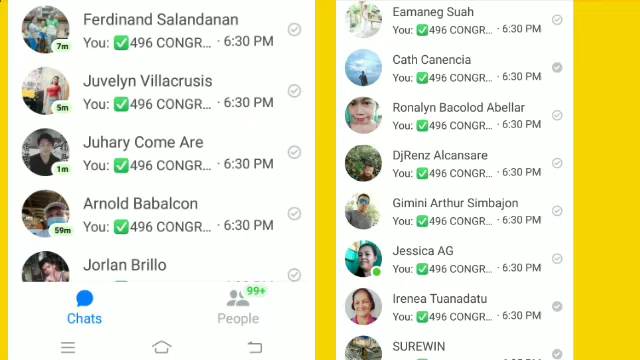 Ferdinand Salandanan
You: ✅496 CONGR... · 6:30 PM
7m
Juvelyn Villacrusis
You: ✅496 CONGR... · 6:30 PM
5m
Juhary Come Are
You: ✅496 CONGR... · 6:30 PM
1m
Arnold Babalcon
You: ✅496 CONGR... · 6:30 PM
59m
Jorlan Brillo
Chats
99+
People
Eamaneg Suah
You: ✅496 CONGR... · 6:30 PM
Cath Canencia
You: ✅496 CONGR... · 6:30 PM
Ronalyn Bacolod Abellar
You: ✅496 CONGR... · 6:30 PM
DjRenz Alcansare
You: ✅496 CONGR... · 6:30 PM
Gimini Arthur Simbajon
You: ✅496 CONGR... · 6:30 PM
Jessica AG
You: ✅496 CONGR... · 6:30 PM
Irenea Tuanadatu
You: ✅496 CONGR... · 6:30 PM
SUREWIN